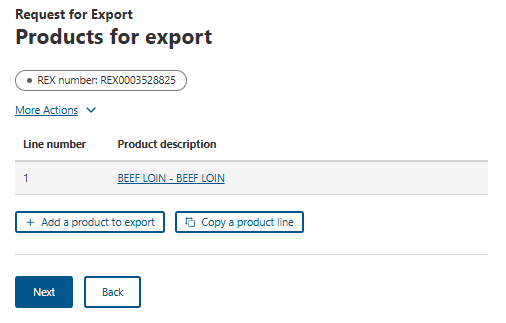 Request for Export
Products for export
REX number: REX0003528825
More Actions
Line number Product description
1 BEEF LOIN - BEEF LOIN
+ Add a product to export Copy a product line
Next Back